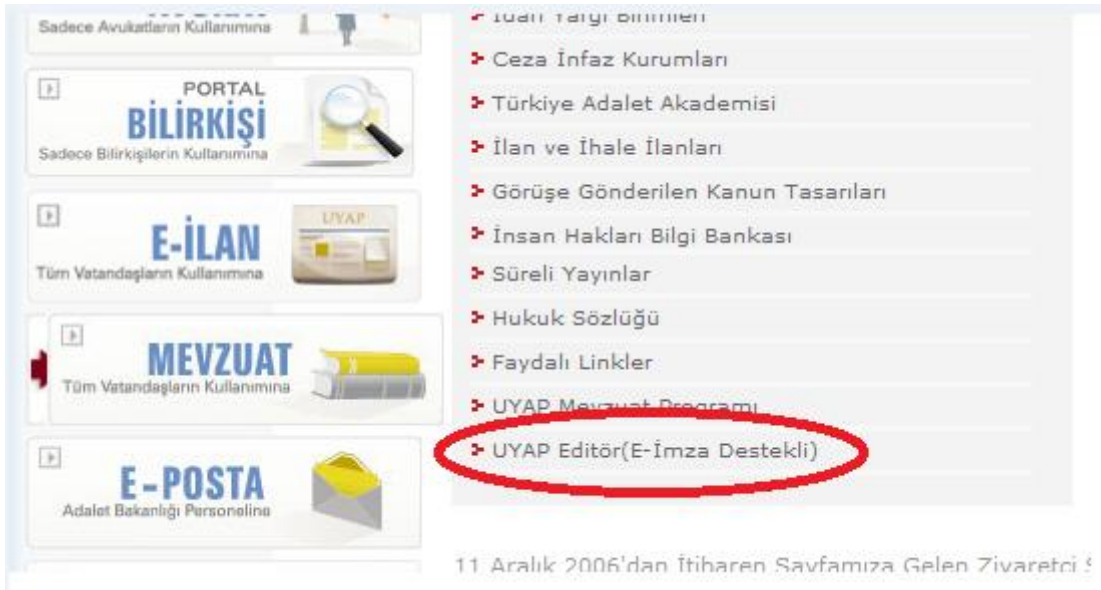 Sadece Avukatların Kullanımına
PORTAL
BİLİRKİŞİ
Sadece Bilirkişilerin Kullanımına
E-İLAN
Tüm Vatandaşların Kullanımına
UYAP
MEVZUAT
Tüm Vatandaşların Kullanımına
E-POSTA
Adalet Bakanlığı Personeline
İdari Yargı Birimleri
Ceza İnfaz Kurumları
Türkiye Adalet Akademisi
İlan ve İhale İlanları
Görüşe Gönderilen Kanun Tasarıları
İnsan Hakları Bilgi Bankası
Süreli Yayınlar
Hukuk Sözlüğü
Faydalı Linkler
UYAP Mevzuat Programı
UYAP Editör(E-İmza Destekli)
11 Aralık 2006'dan İtibaren Sayfamıza Gelen Ziyaretçi